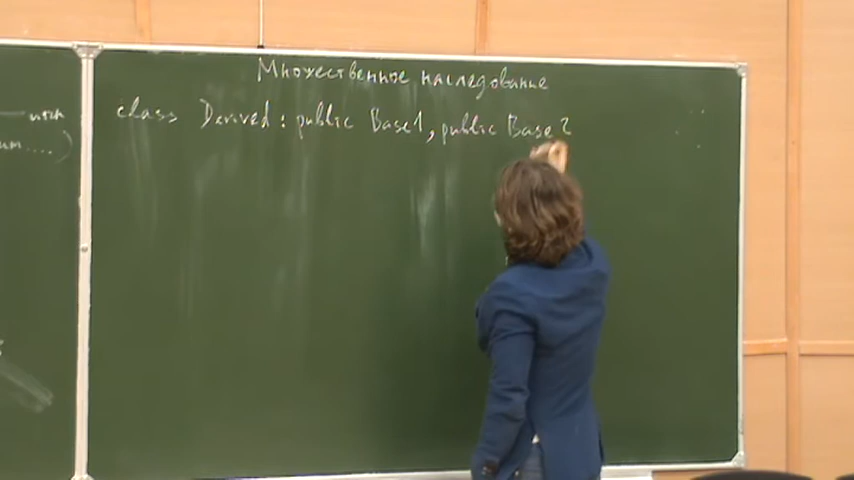 Множественное наследование
class Derived : public Base1, public Base2